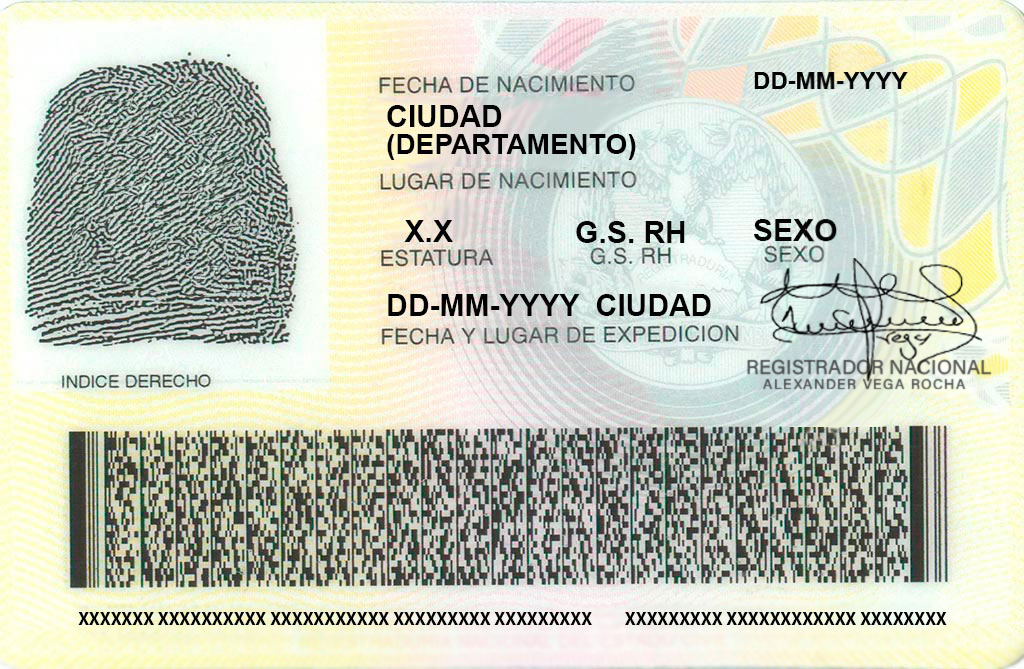 FECHA DE NACIMIENTO DD-MM-YYYY
CIUDAD
(DEPARTAMENTO)
LUGAR DE NACIMIENTO
X.X G.S. RH SEXO
ESTATURA G.S. RH SEXO
DD-MM-YYYY CIUDAD
FECHA Y LUGAR DE EXPEDICION
REGISTRADOR NACIONAL
ALEXANDER VEGA ROCHA
INDICE DERECHO
XXXXXXX XXXXXXXXXX XXXXXXXXXXX XXXXXXXXX XXXXXXXXX XXXXXXXXX XXXXXXXXXXXX XXXXXXXX